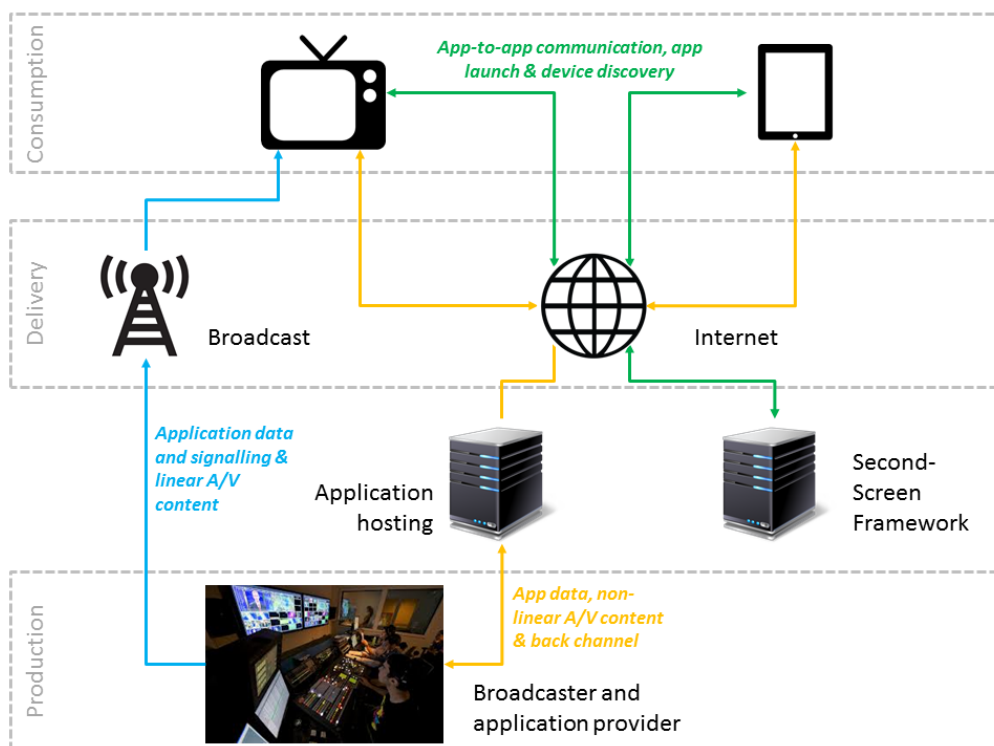 Consumption
App-to-app communication, app
launch & device discovery
Delivery
Broadcast
Internet
Application data
and signalling &
linear A/V
content
Application
hosting
Second-
Screen
Framework
Production
App data, non-
linear A/V content
& back channel
Broadcaster and
application provider